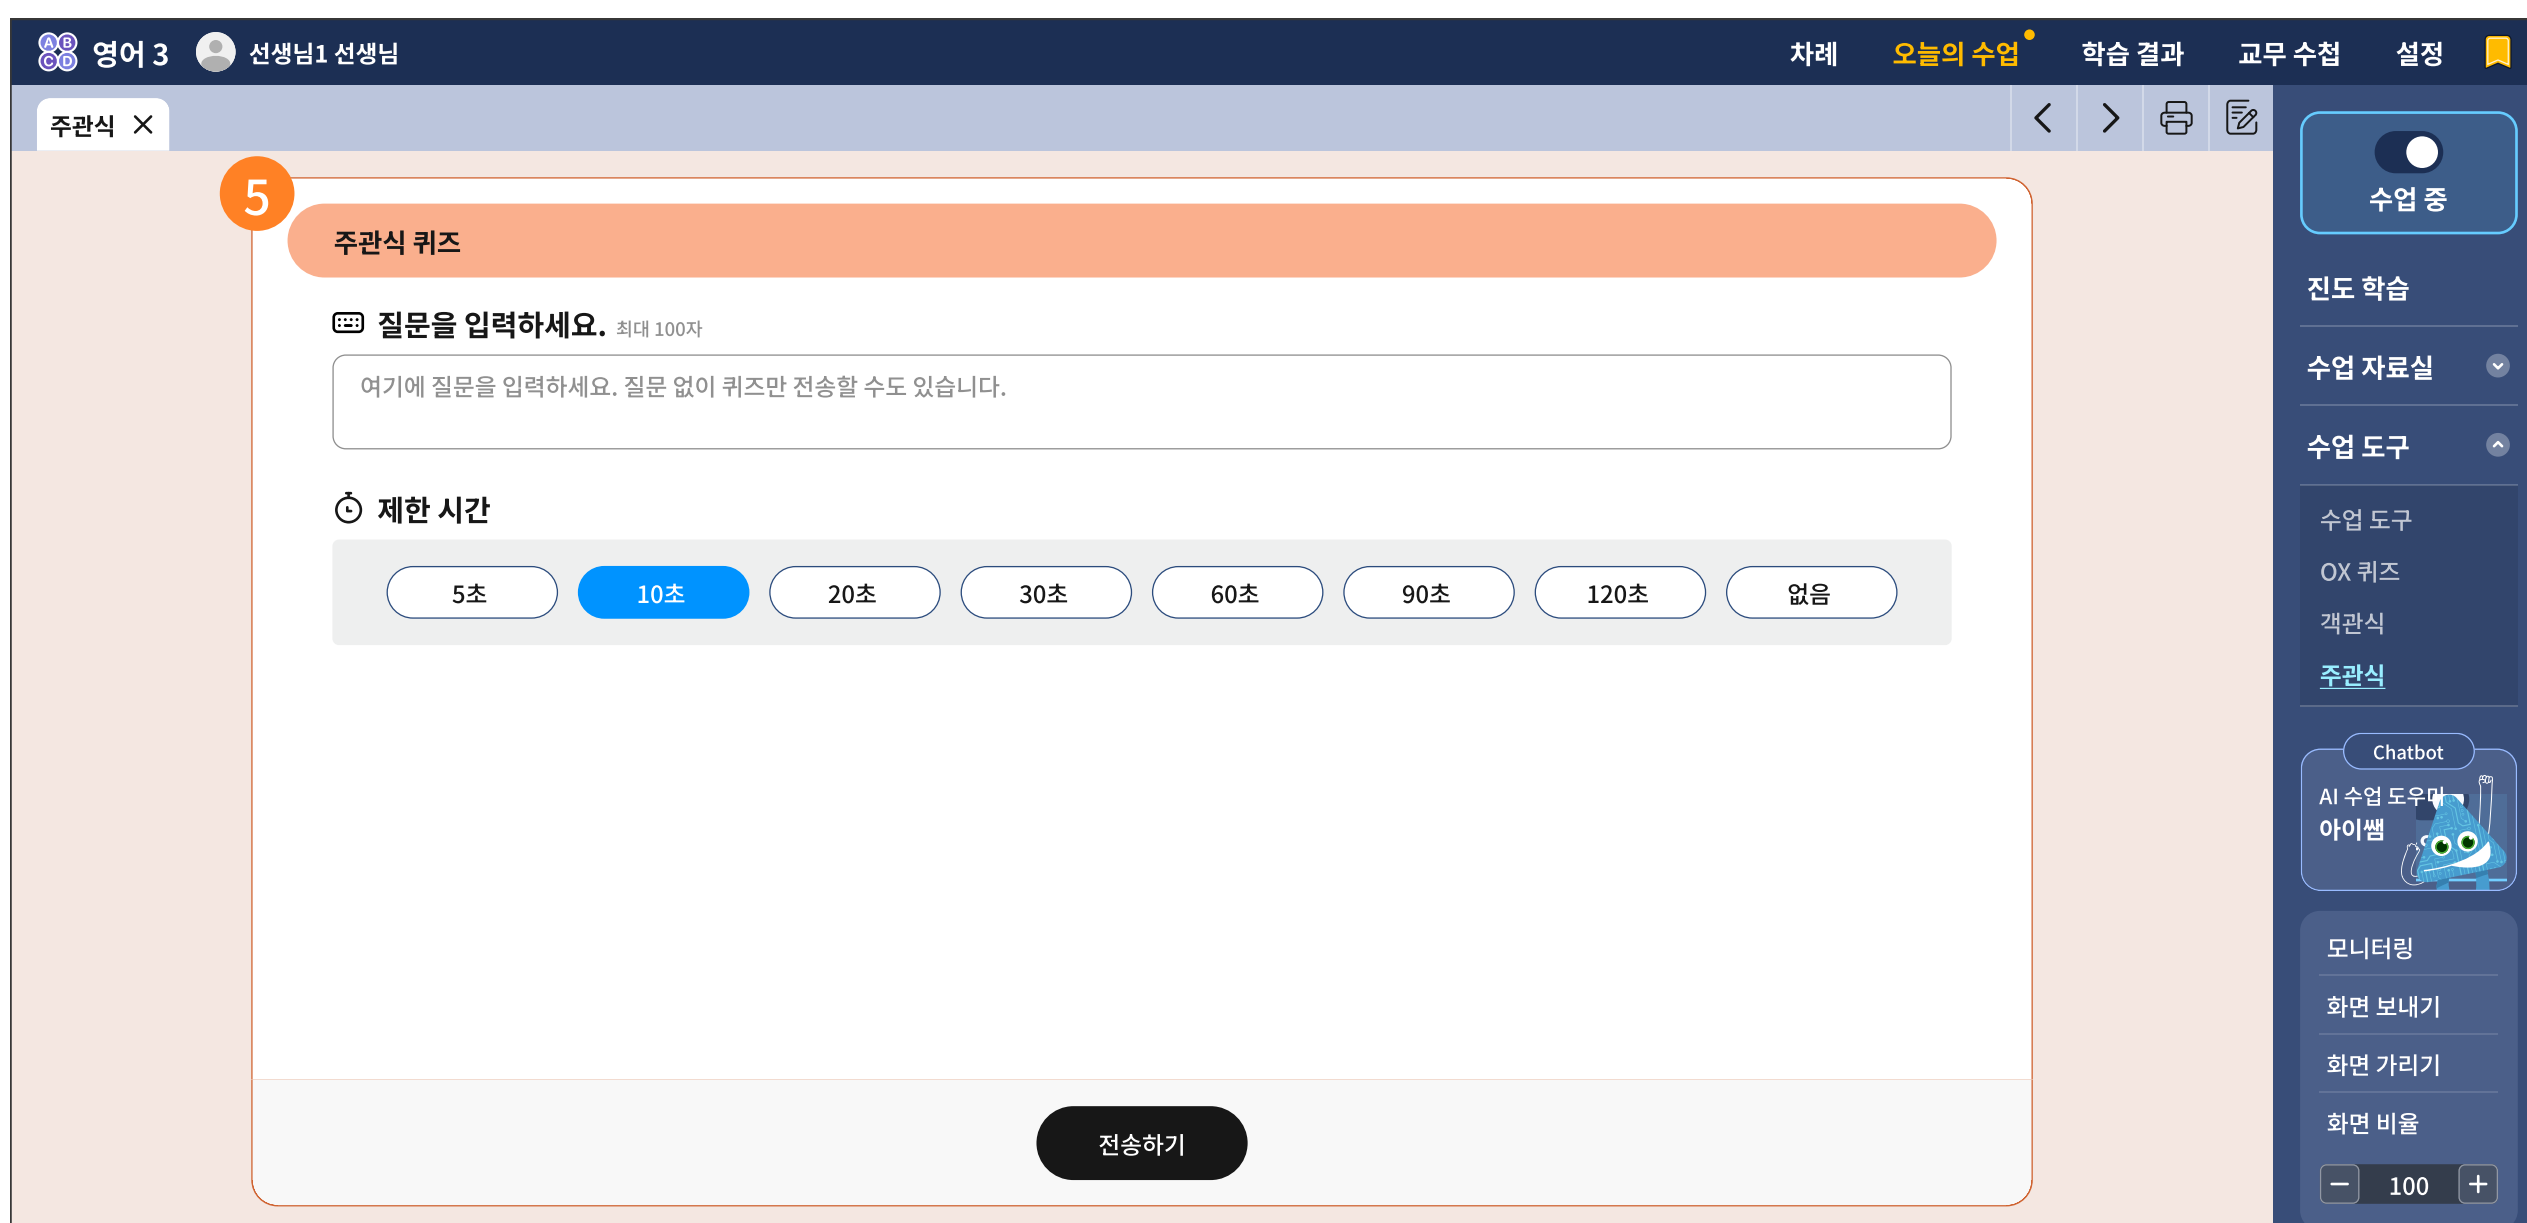 A B C D 영어 3 선생님1 선생님 차례 오늘의 수업 학습 결과 교무 수첩 설정
주관식
5
주관식 퀴즈
질문을 입력하세요. 최대 100자
여기에 질문을 입력하세요. 질문 없이 퀴즈만 전송할 수도 있습니다.
제한 시간
5초 10초 20초 30초 60초 90초 120초 없음
전송하기
수업 중
진도 학습
수업 자료실
수업 도구
수업 도구
OX 퀴즈
객관식
주관식
Chatbot
AI 수업 도우미
아이쌤
모니터링
화면 보내기
화면 가리기
화면 비율
100